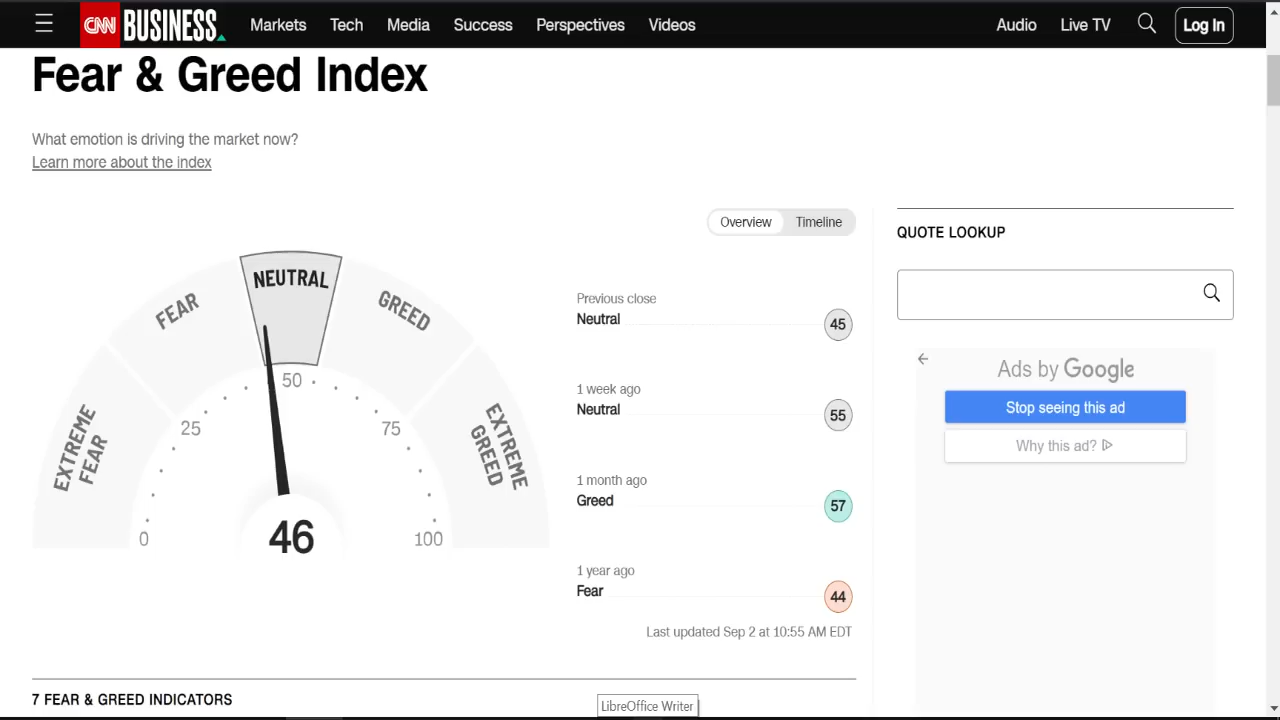 CNN BUSINESS Markets Tech Media Success Perspectives Videos Audio Live TV Log In
Fear & Greed Index
What emotion is driving the market now?
Learn more about the index
Overview Timeline
EXTREME FEAR
FEAR
NEUTRAL
GREED
EXTREME GREED
0
25
50
75
100
46
Previous close
Neutral 45
1 week ago
Neutral 55
1 month ago
Greed 57
1 year ago
Fear 44
Last updated Sep 2 at 10:55 AM EDT
QUOTE LOOKUP
Ads by Google
Stop seeing this ad
Why this ad?
7 FEAR & GREED INDICATORS
LibreOffice Writer